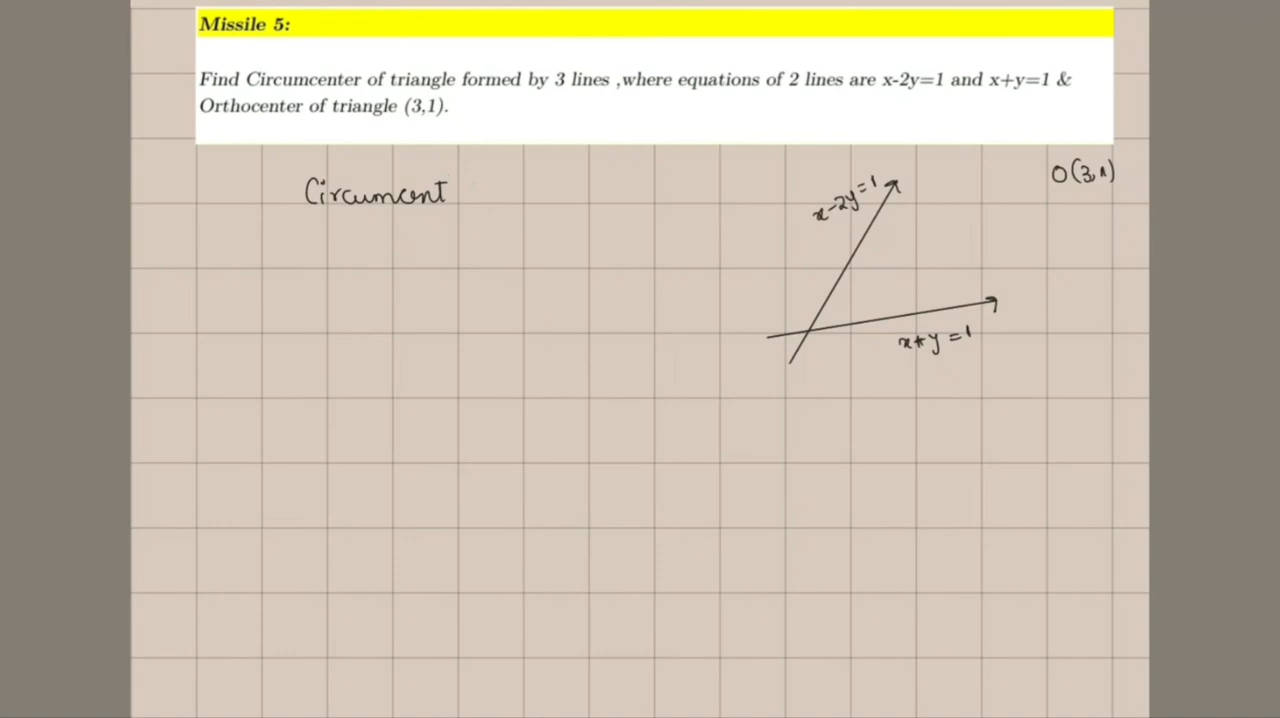 Missile 5:
Find Circumcenter of triangle formed by 3 lines ,where equations of 2 lines are x-2y=1 and x+y=1 &
Orthocenter of triangle (3,1).
Circumcent
x-2y=1
O(3,1)
x+y=1